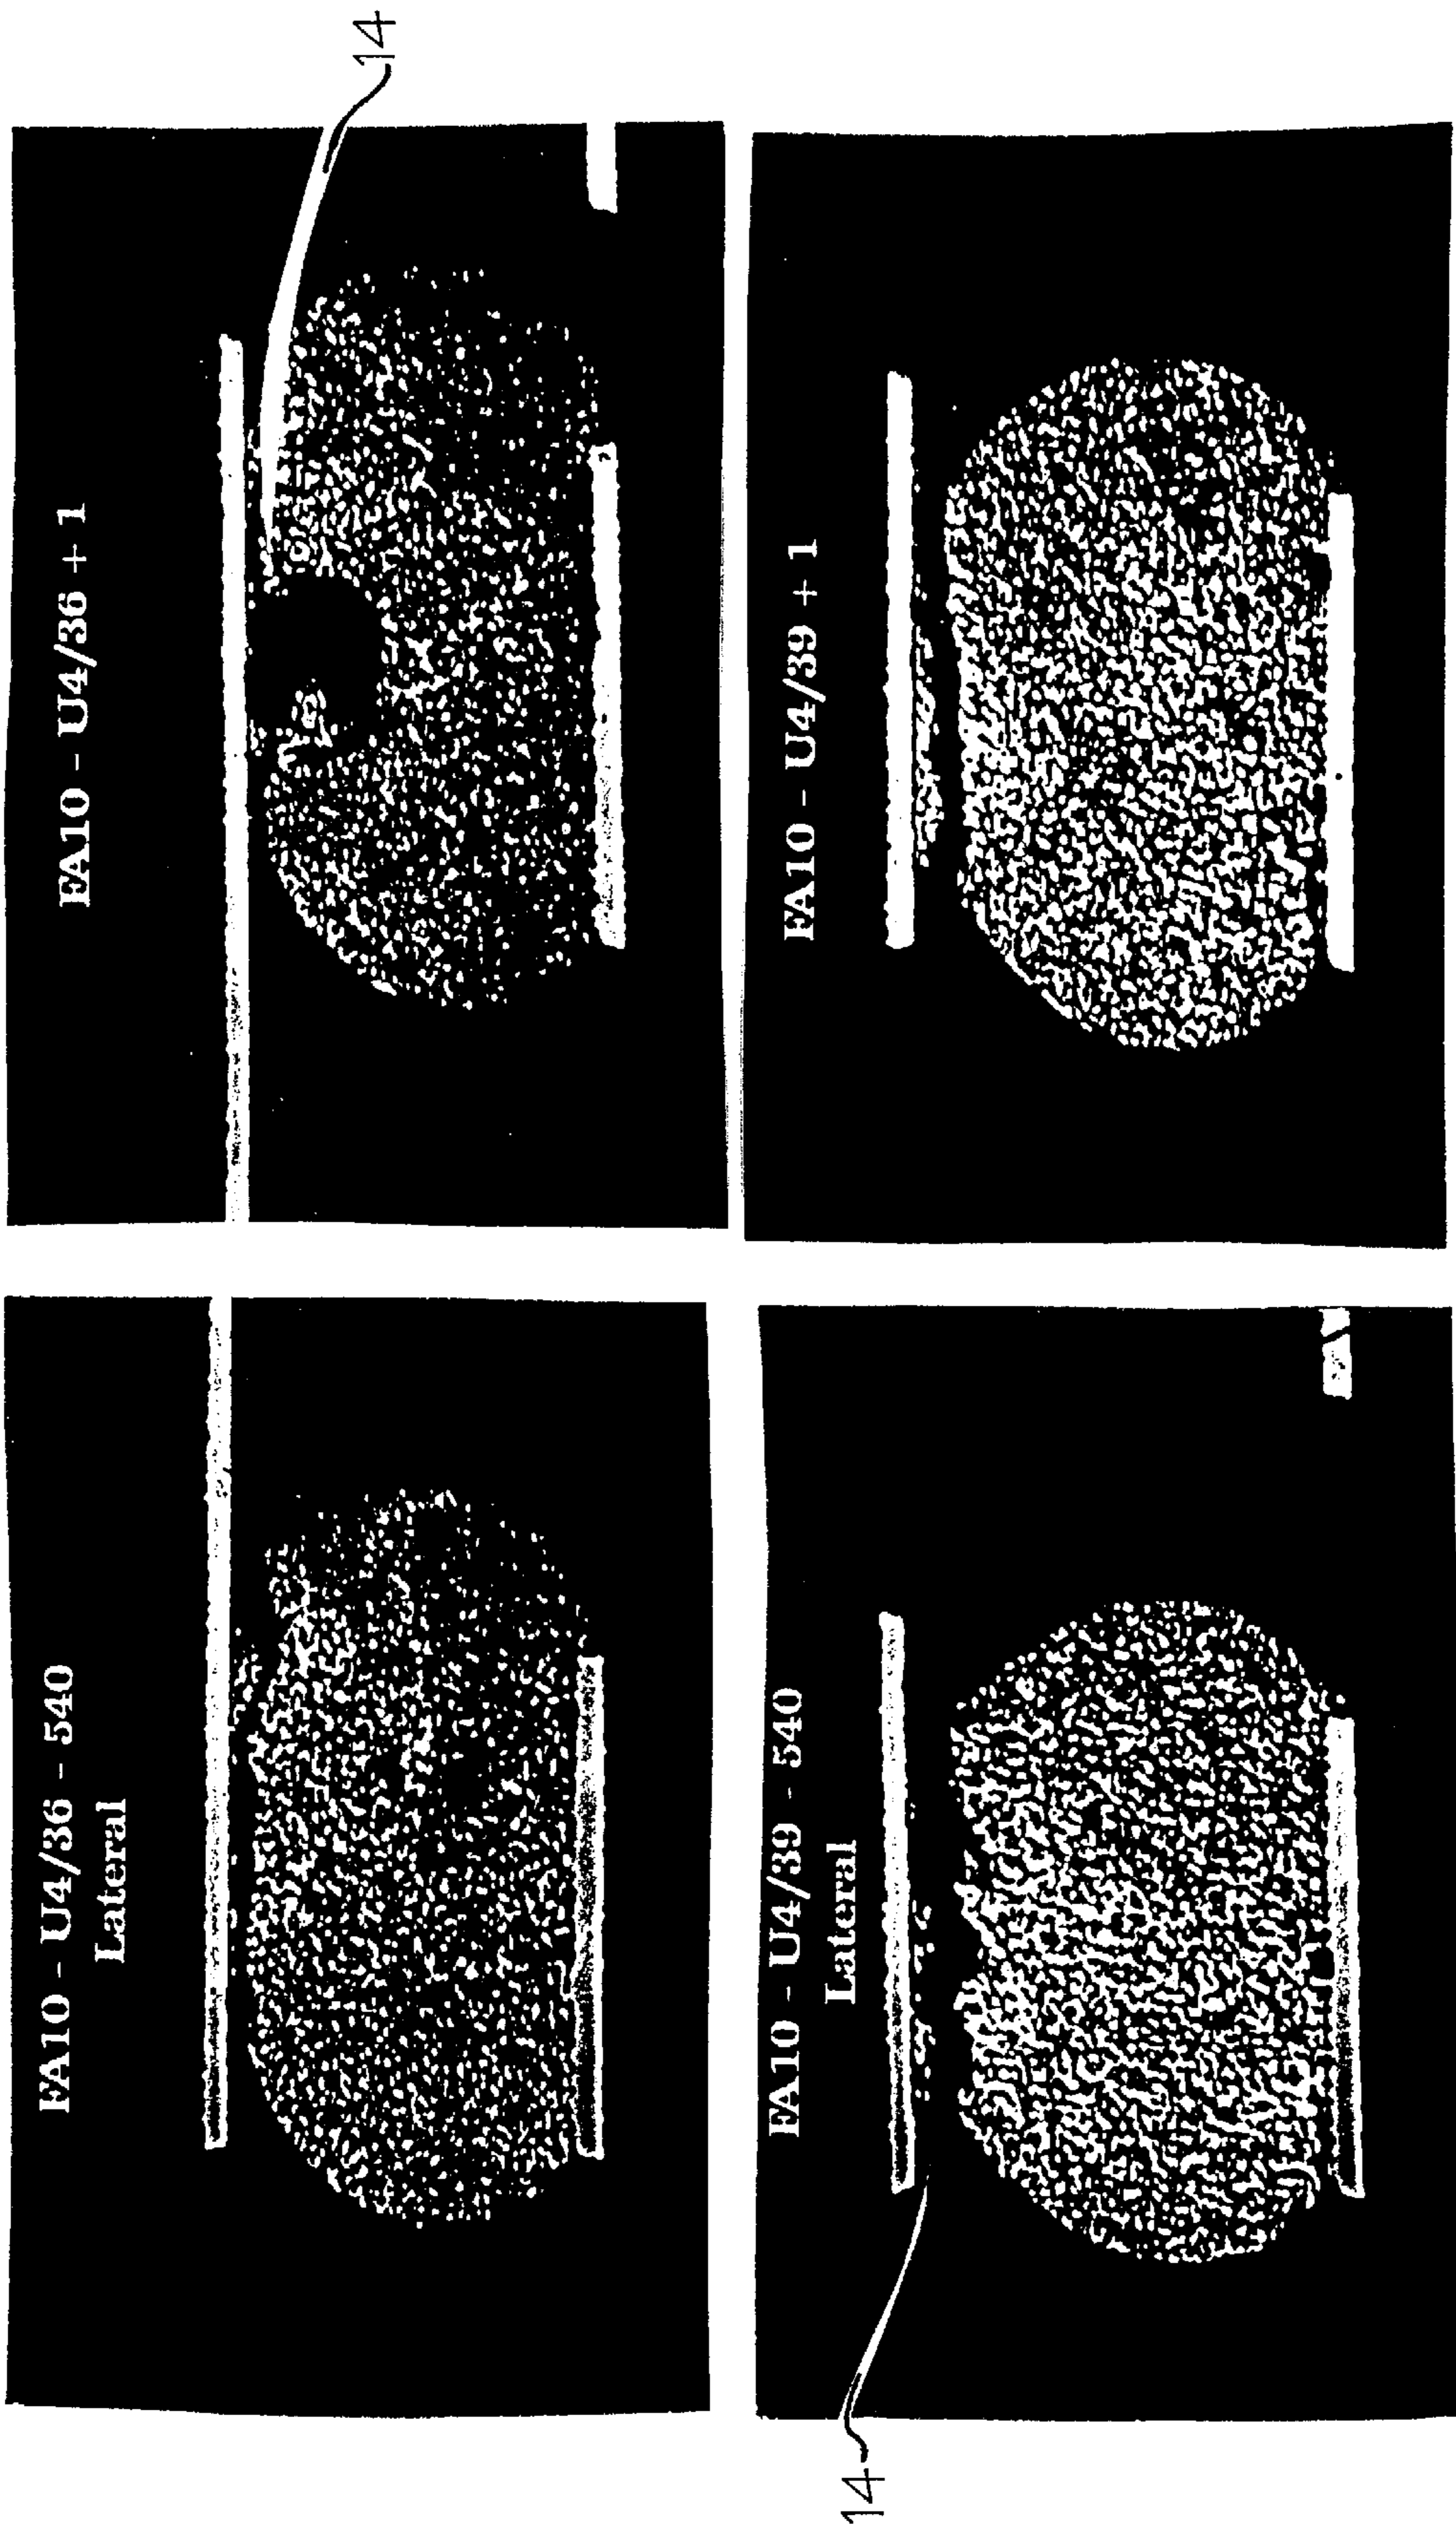 FA10 - U4/36 - 540
Lateral
FA10 - U4/36 + 1
14
FA10 - U4/39 - 540
Lateral
FA10 - U4/39 + 1
14